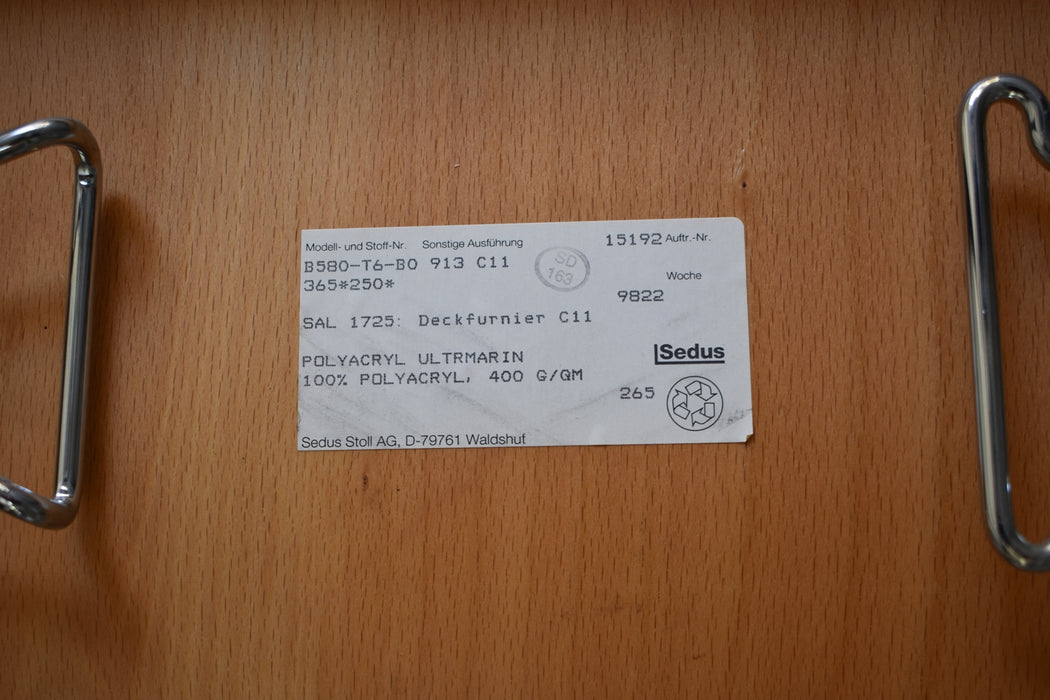 Modell- und Stoff-Nr. Sonstige Ausführung 15192 Auftr.-Nr.
B580-T6-BO 913 C11
SD
163
Woche
365*250*
9822
SAL 1725: Deckfurnier C11
Sedus
POLYACRYL ULTRMARIN
100% POLYACRYL, 400 G/QM
265
Sedus Stoll AG, D-79761 Waldshut